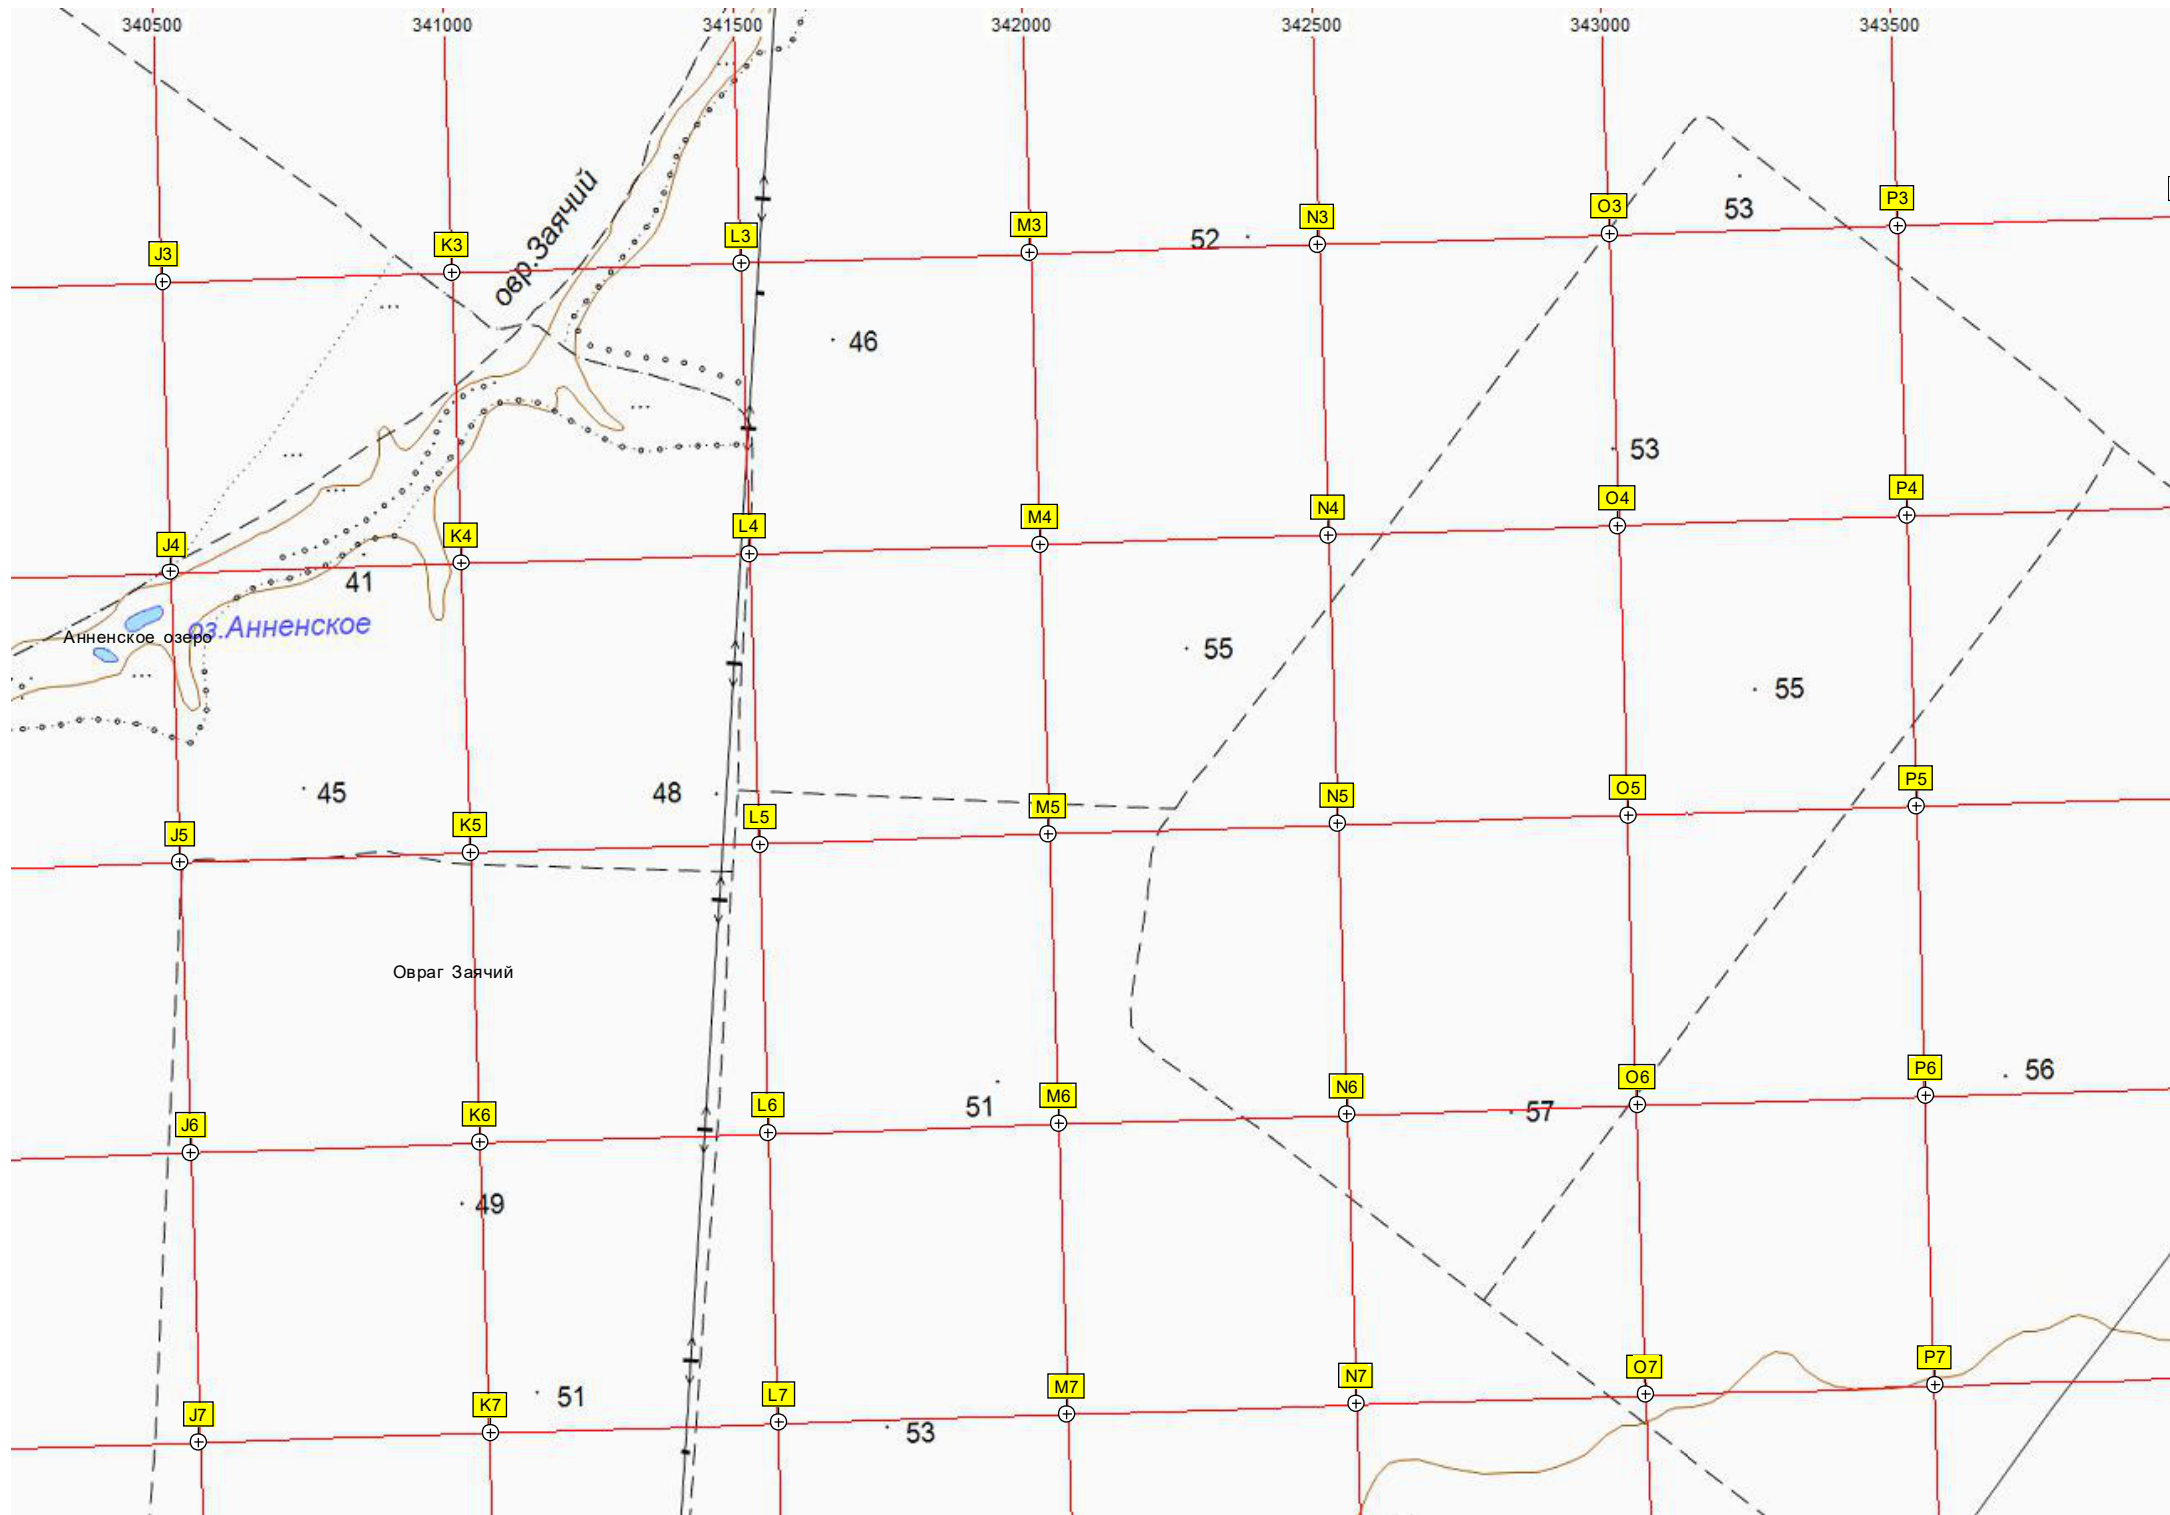 340500 341000 341500 342000 342500 343000 343500
овр.Заячий
J3 K3 L3 M3 52 N3 O3 53 P3
46
53
J4 K4 L4 M4 N4 O4 P4
41
оз.Анненское
Анненское озеро
55
55
45 48
J5 K5 L5 M5 N5 O5 P5
Овраг Заячий
J6 K6 L6 51 M6 N6 57 O6 P6 56
49
51
J7 K7 L7 M7 N7 O7 P7
53